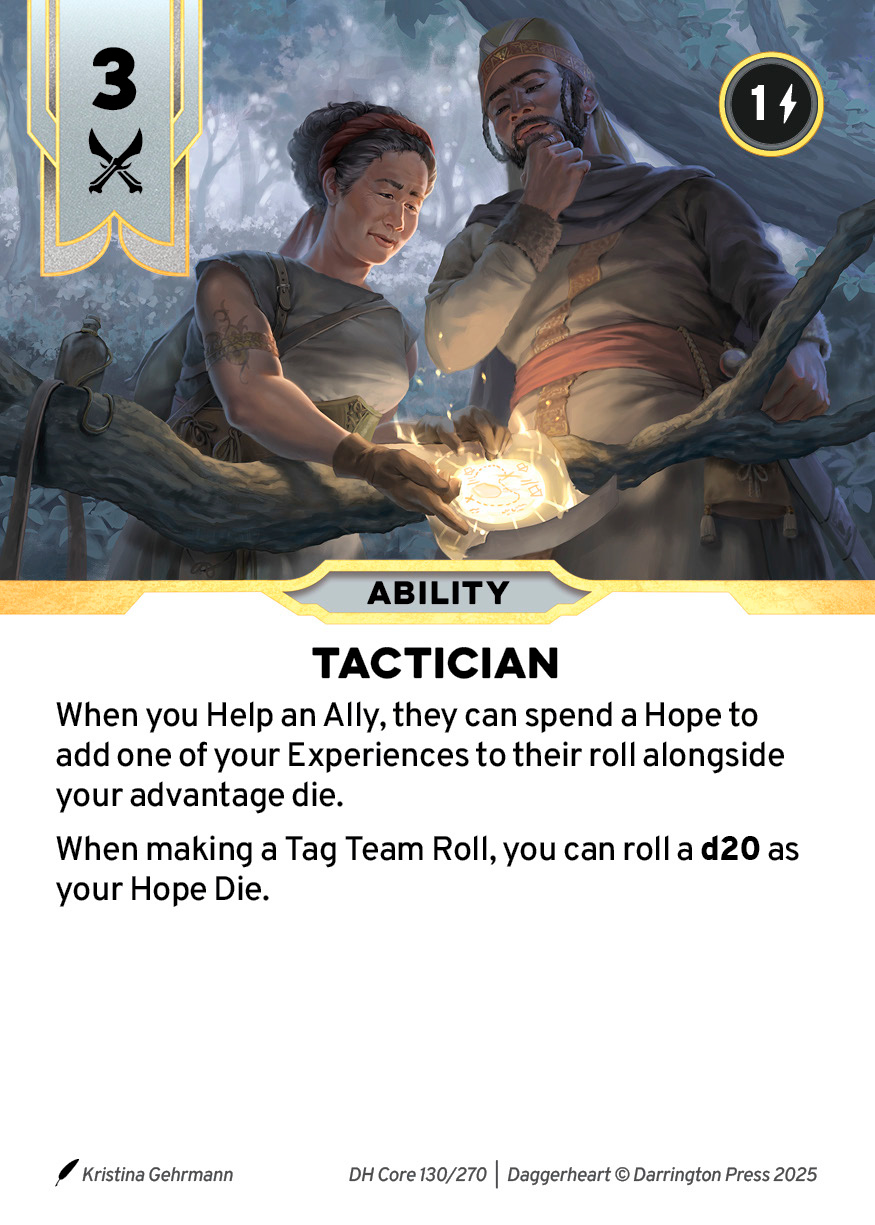 3
1
ABILITY
TACTICIAN
When you Help an Ally, they can spend a Hope to
add one of your Experiences to their roll alongside
your advantage die.
When making a Tag Team Roll, you can roll a d20 as
your Hope Die.
Kristina Gehrmann
DH Core 130/270 | Daggerheart © Darrington Press 2025